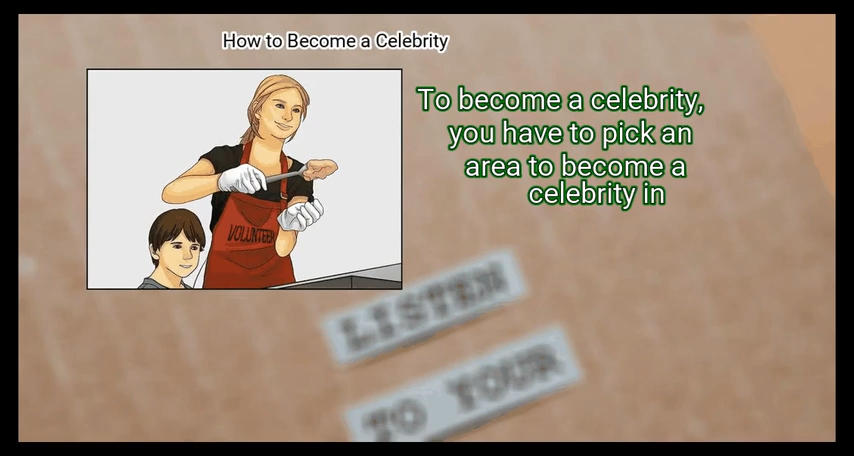 How to Become a Celebrity
To become a celebrity,
you have to pick an
area to become a
celebrity in
VOLUNTEER
LISTEN
TO YOUR